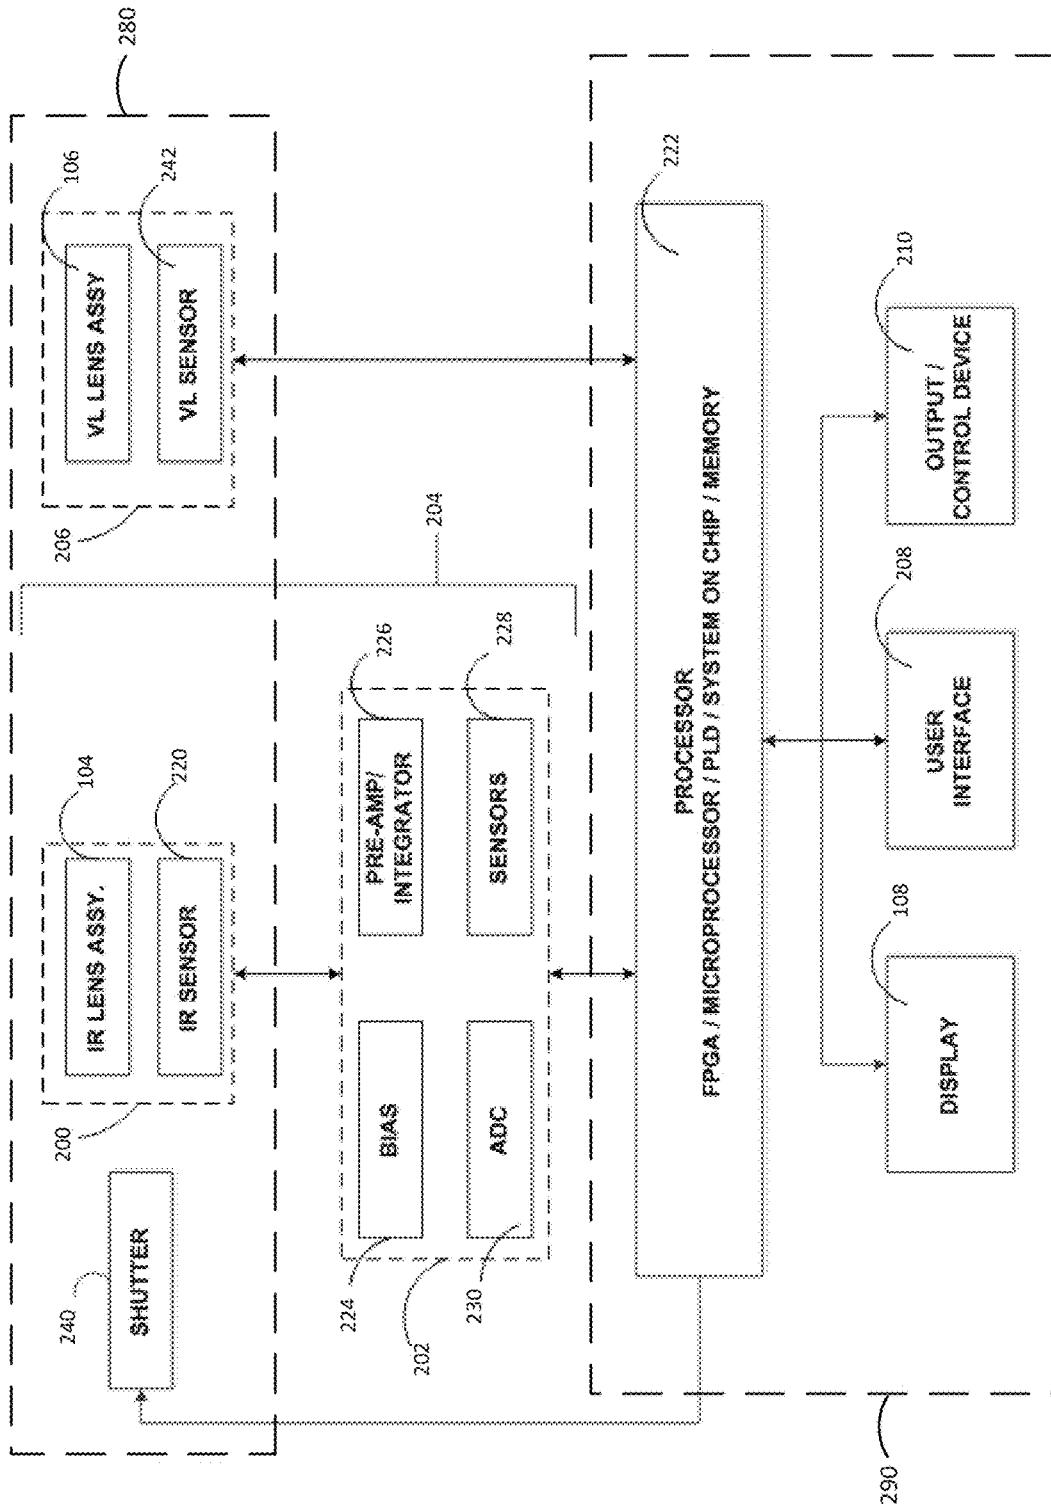 280
106
VL LENS ASSY
242
VL SENSOR
206
204
104
IR LENS ASSY.
220
IR SENSOR
200
240
SHUTTER
226
PRE-AMP/
INTEGRATOR
228
SENSORS
BIAS
224
ADC
230
202
222
PROCESSOR
FPGA / MICROPROCESSOR / PLD / SYSTEM ON CHIP / MEMORY
210
OUTPUT /
CONTROL DEVICE
208
USER
INTERFACE
108
DISPLAY
290